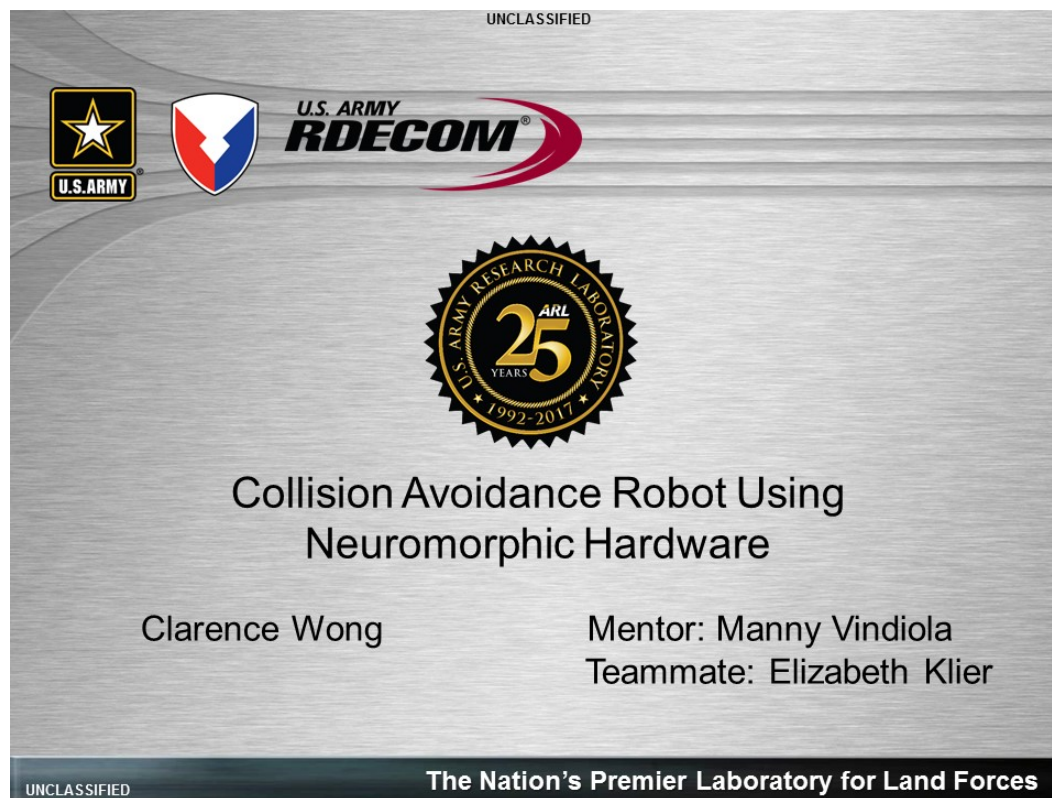 UNCLASSIFIED
U.S.ARMY
U.S. ARMY
RDECOM®
U.S. ARMY RESEARCH LABORATORY
ARL
25
YEARS
1992-2017
Collision Avoidance Robot Using
Neuromorphic Hardware
Clarence Wong
Mentor: Manny Vindiola
Teammate: Elizabeth Klier
UNCLASSIFIED
The Nation’s Premier Laboratory for Land Forces